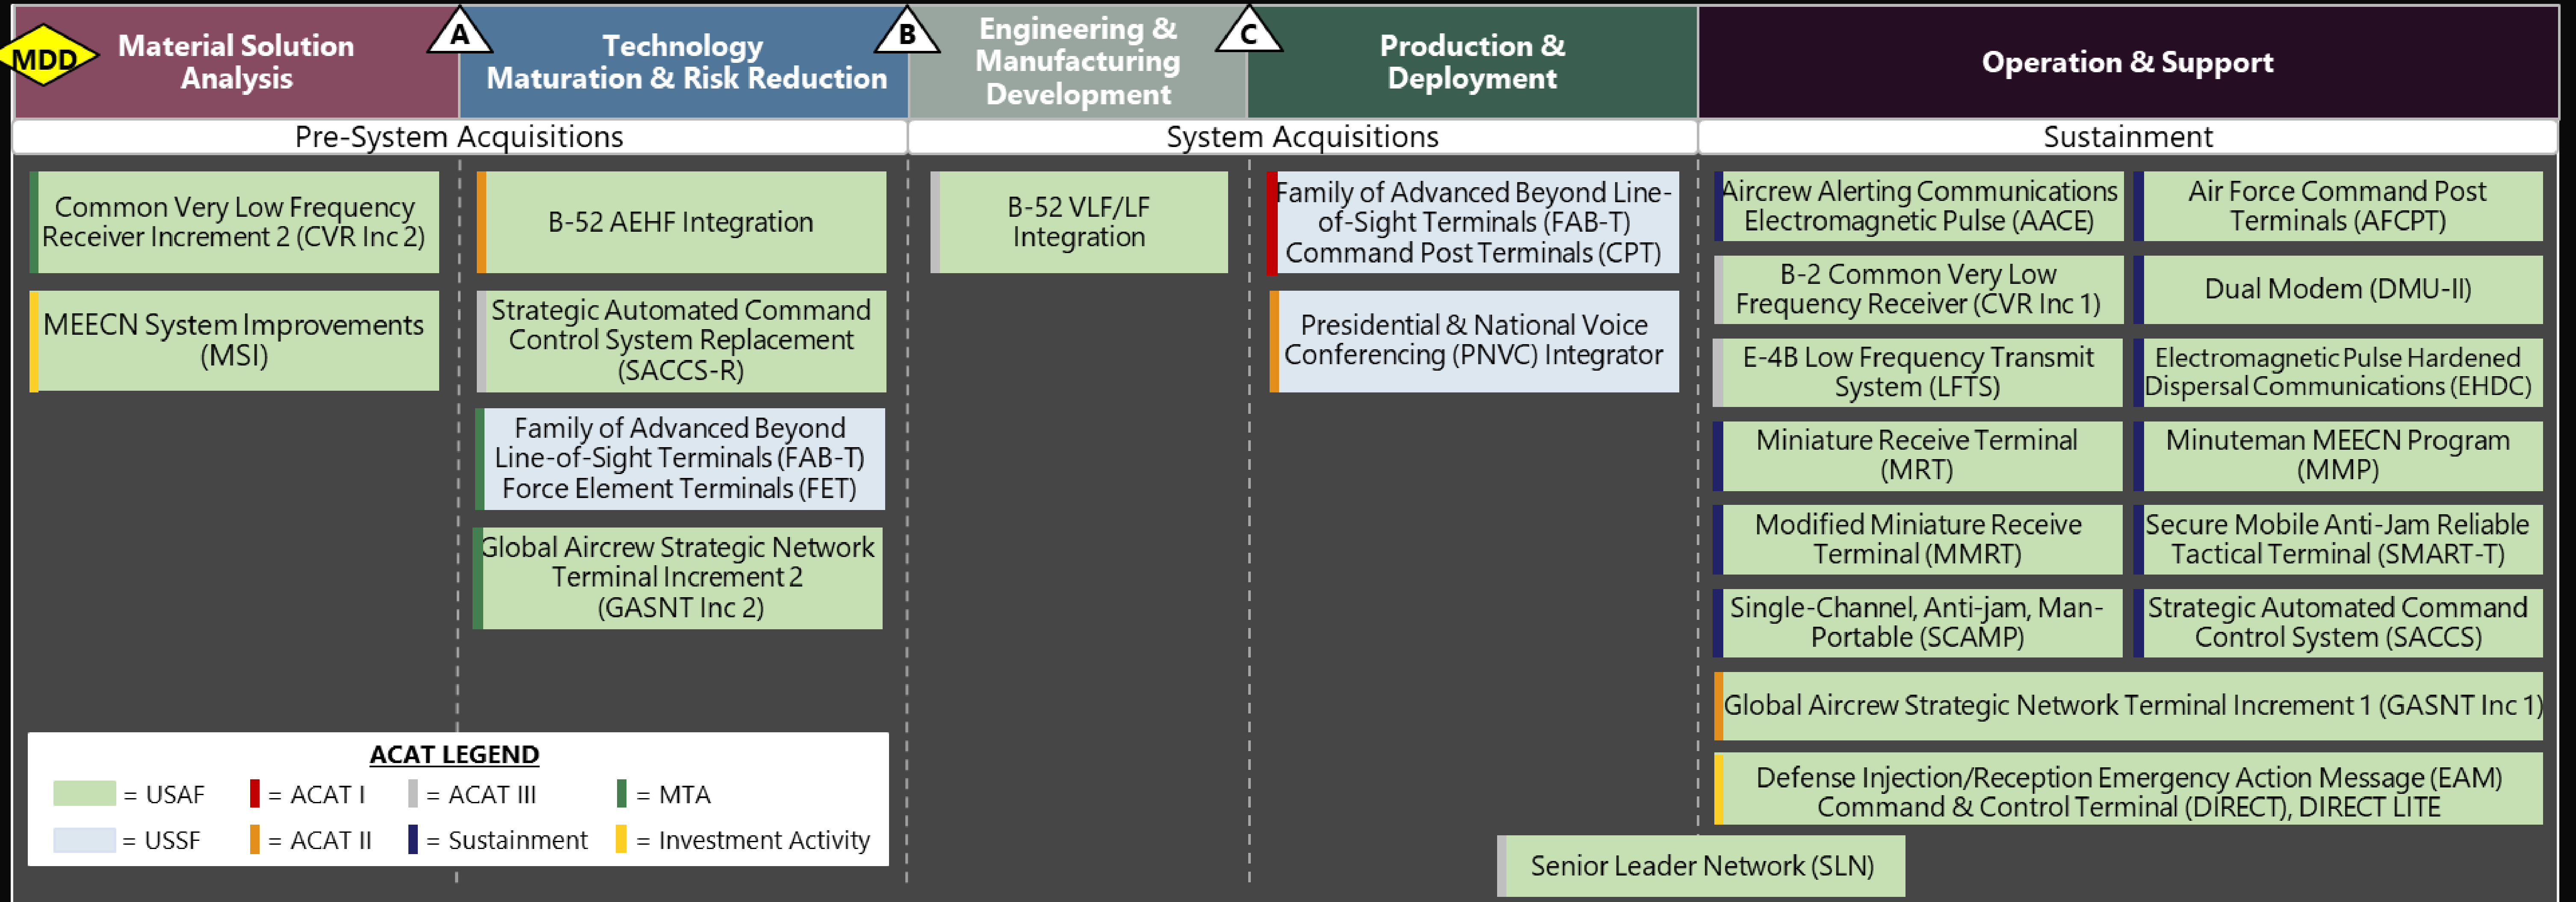 MDD
Material Solution
Analysis
A
Technology
Maturation & Risk Reduction
B
Engineering &
Manufacturing
Development
C
Production &
Deployment
Operation & Support
Pre-System Acquisitions
System Acquisitions
Sustainment
Common Very Low Frequency
Receiver Increment 2 (CVR Inc 2)
MEECN System Improvements
(MSI)
B-52 AEHF Integration
Strategic Automated Command
Control System Replacement
(SACCS-R)
Family of Advanced Beyond
Line-of-Sight Terminals (FAB-T)
Force Element Terminals (FET)
Global Aircrew Strategic Network
Terminal Increment 2
(GASNT Inc 2)
B-52 VLF/LF
Integration
Family of Advanced Beyond Line-
of-Sight Terminals (FAB-T)
Command Post Terminals (CPT)
Presidential & National Voice
Conferencing (PNVC) Integrator
Aircrew Alerting Communications
Electromagnetic Pulse (AACE)
Air Force Command Post
Terminals (AFCPT)
B-2 Common Very Low
Frequency Receiver (CVR Inc 1)
Dual Modem (DMU-II)
E-4B Low Frequency Transmit
System (LFTS)
Electromagnetic Pulse Hardened
Dispersal Communications (EHDC)
Miniature Receive Terminal
(MRT)
Minuteman MEECN Program
(MMP)
Modified Miniature Receive
Terminal (MMRT)
Secure Mobile Anti-Jam Reliable
Tactical Terminal (SMART-T)
Single-Channel, Anti-jam, Man-
Portable (SCAMP)
Strategic Automated Command
Control System (SACCS)
Global Aircrew Strategic Network Terminal Increment 1 (GASNT Inc 1)
Defense Injection/Reception Emergency Action Message (EAM)
Command & Control Terminal (DIRECT), DIRECT LITE
Senior Leader Network (SLN)
ACAT LEGEND
= USAF
= ACAT I
= ACAT III
= MTA
= USSF
= ACAT II
= Sustainment
= Investment Activity